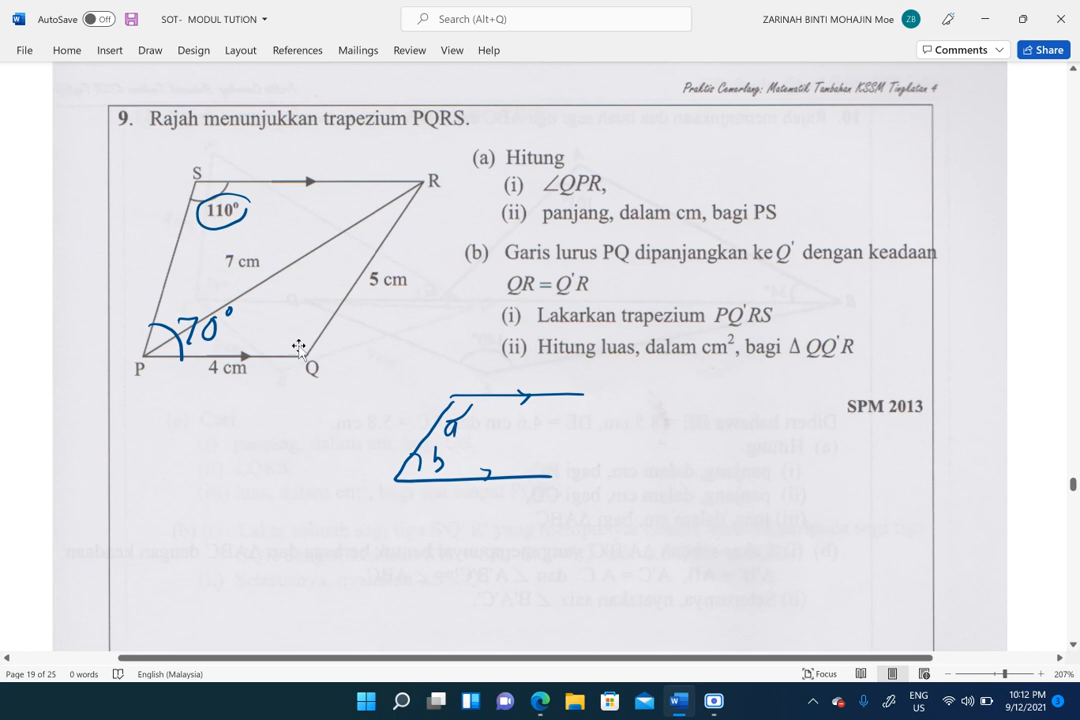 AutoSave Off SOT- MODUL TUTION Search (Alt+Q) ZARINAH BINTI MOHAJIN Moe ZB
File Home Insert Draw Design Layout References Mailings Review View Help Comments Share
Praktis Cemerlang: Matematik Tambahan KSSM Tingkatan 4
9. Rajah menunjukkan trapezium PQRS.
S
R
110°
7 cm
5 cm
70°
P
4 cm
Q
(a) Hitung
(i) ∠QPR,
(ii) panjang, dalam cm, bagi PS
(b) Garis lurus PQ dipanjangkan ke Q' dengan keadaan
QR = Q'R
(i) Lakarkan trapezium PQ'RS
(ii) Hitung luas, dalam cm², bagi Δ QQ'R
SPM 2013
a
b
Page 19 of 25 0 words English (Malaysia) Focus 207%
ENG
US
10:12 PM
9/12/2021
3